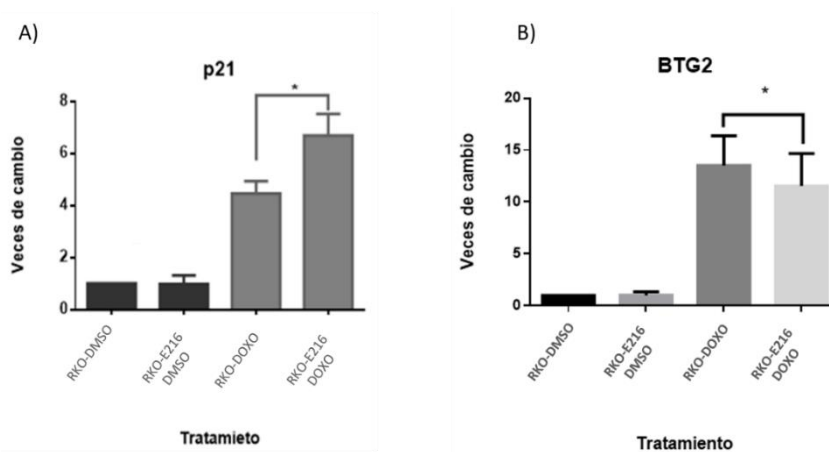 A)
p21
*
8
6
4
2
0
Veces de cambio
RKO-DMSO
RKO-E216
DMSO
RKO-DOXO
RKO-E216
DOXO
Tratamieto
B)
BTG2
*
20
15
10
5
0
Veces de cambio
RKO-DMSO
RKO-E216
DMSO
RKO-DOXO
RKO-E216
DOXO
Tratamiento